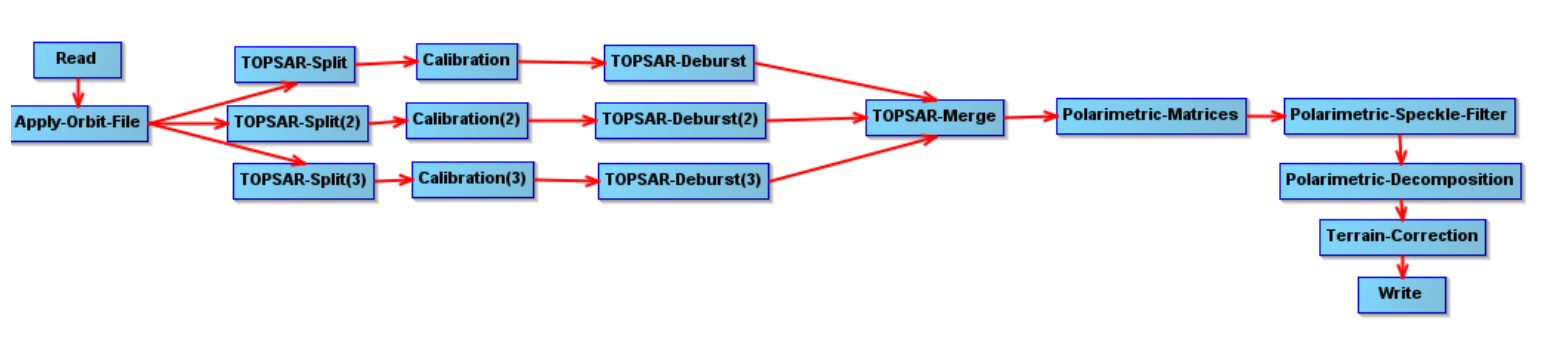 Read
Apply-Orbit-File
TOPSAR-Split
Calibration
TOPSAR-Deburst
TOPSAR-Split(2)
Calibration(2)
TOPSAR-Deburst(2)
TOPSAR-Split(3)
Calibration(3)
TOPSAR-Deburst(3)
TOPSAR-Merge
Polarimetric-Matrices
Polarimetric-Speckle-Filter
Polarimetric-Decomposition
Terrain-Correction
Write